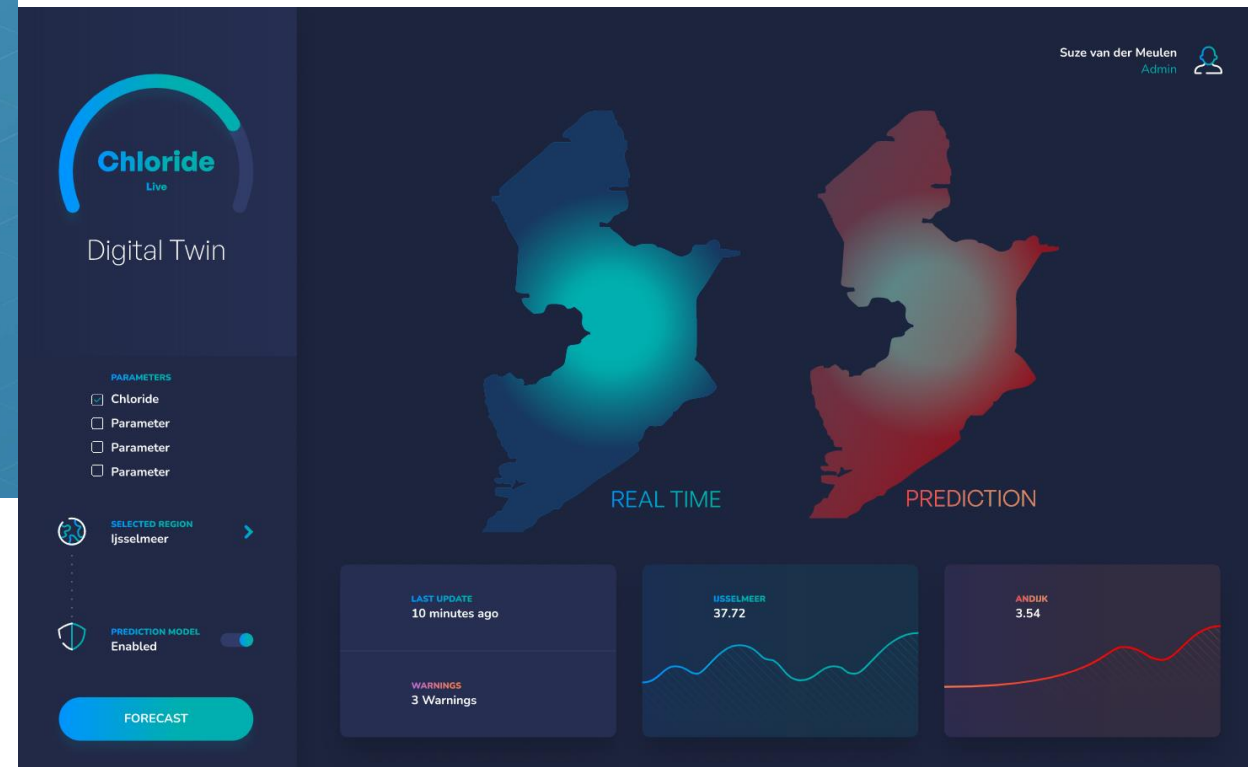 Suze van der Meulen
Admin
Chloride
Live
Digital Twin
PARAMETERS
Chloride
Parameter
Parameter
Parameter
SELECTED REGION
Ijsselmeer
PREDICTION MODEL
Enabled
FORECAST
REAL TIME
PREDICTION
LAST UPDATE
10 minutes ago
WARNINGS
3 Warnings
IJSSELMEER
37.72
ANDIJK
3.54